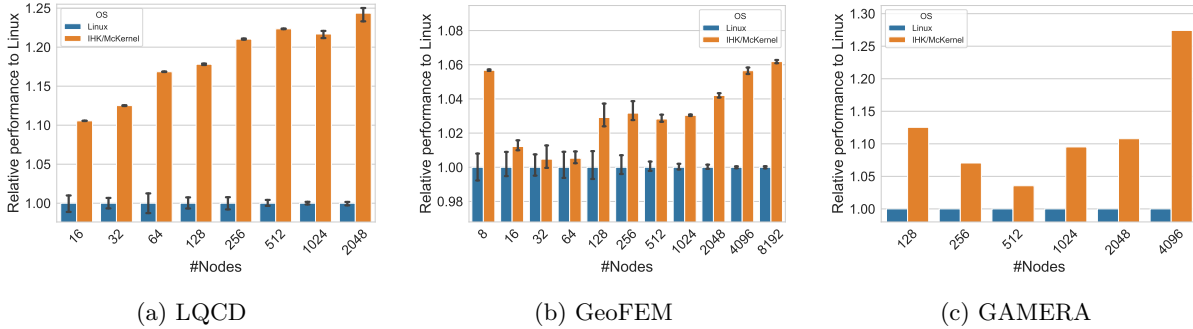 Relative performance to Linux
1.25
1.20
1.15
1.10
1.05
1.00
OS
Linux
IHK/McKernel
16
32
64
128
256
512
1024
2048
#Nodes
(a) LQCD
Relative performance to Linux
1.08
1.06
1.04
1.02
1.00
0.98
OS
Linux
IHK/McKernel
8
16
32
64
128
256
512
1024
2048
4096
8192
#Nodes
(b) GeoFEM
Relative performance to Linux
1.30
1.25
1.20
1.15
1.10
1.05
1.00
OS
Linux
IHK/McKernel
128
256
512
1024
2048
4096
#Nodes
(c) GAMERA